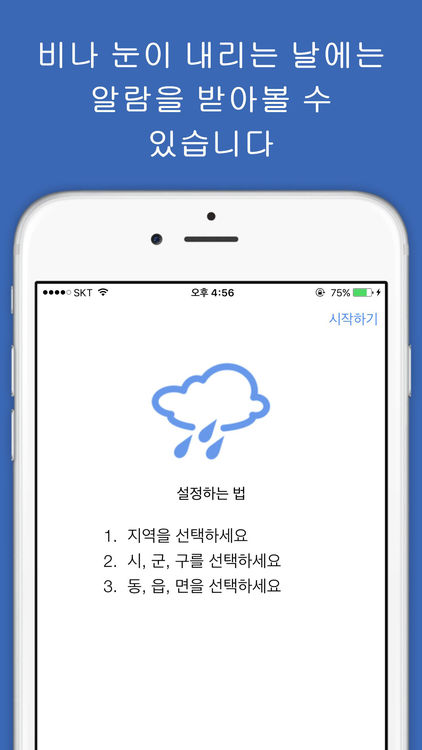 비나 눈이 내리는 날에는
알람을 받아볼 수
있습니다
SKT 오후 4:56 75%
시작하기
설정하는 법
1. 지역을 선택하세요
2. 시, 군, 구를 선택하세요
3. 동, 읍, 면을 선택하세요